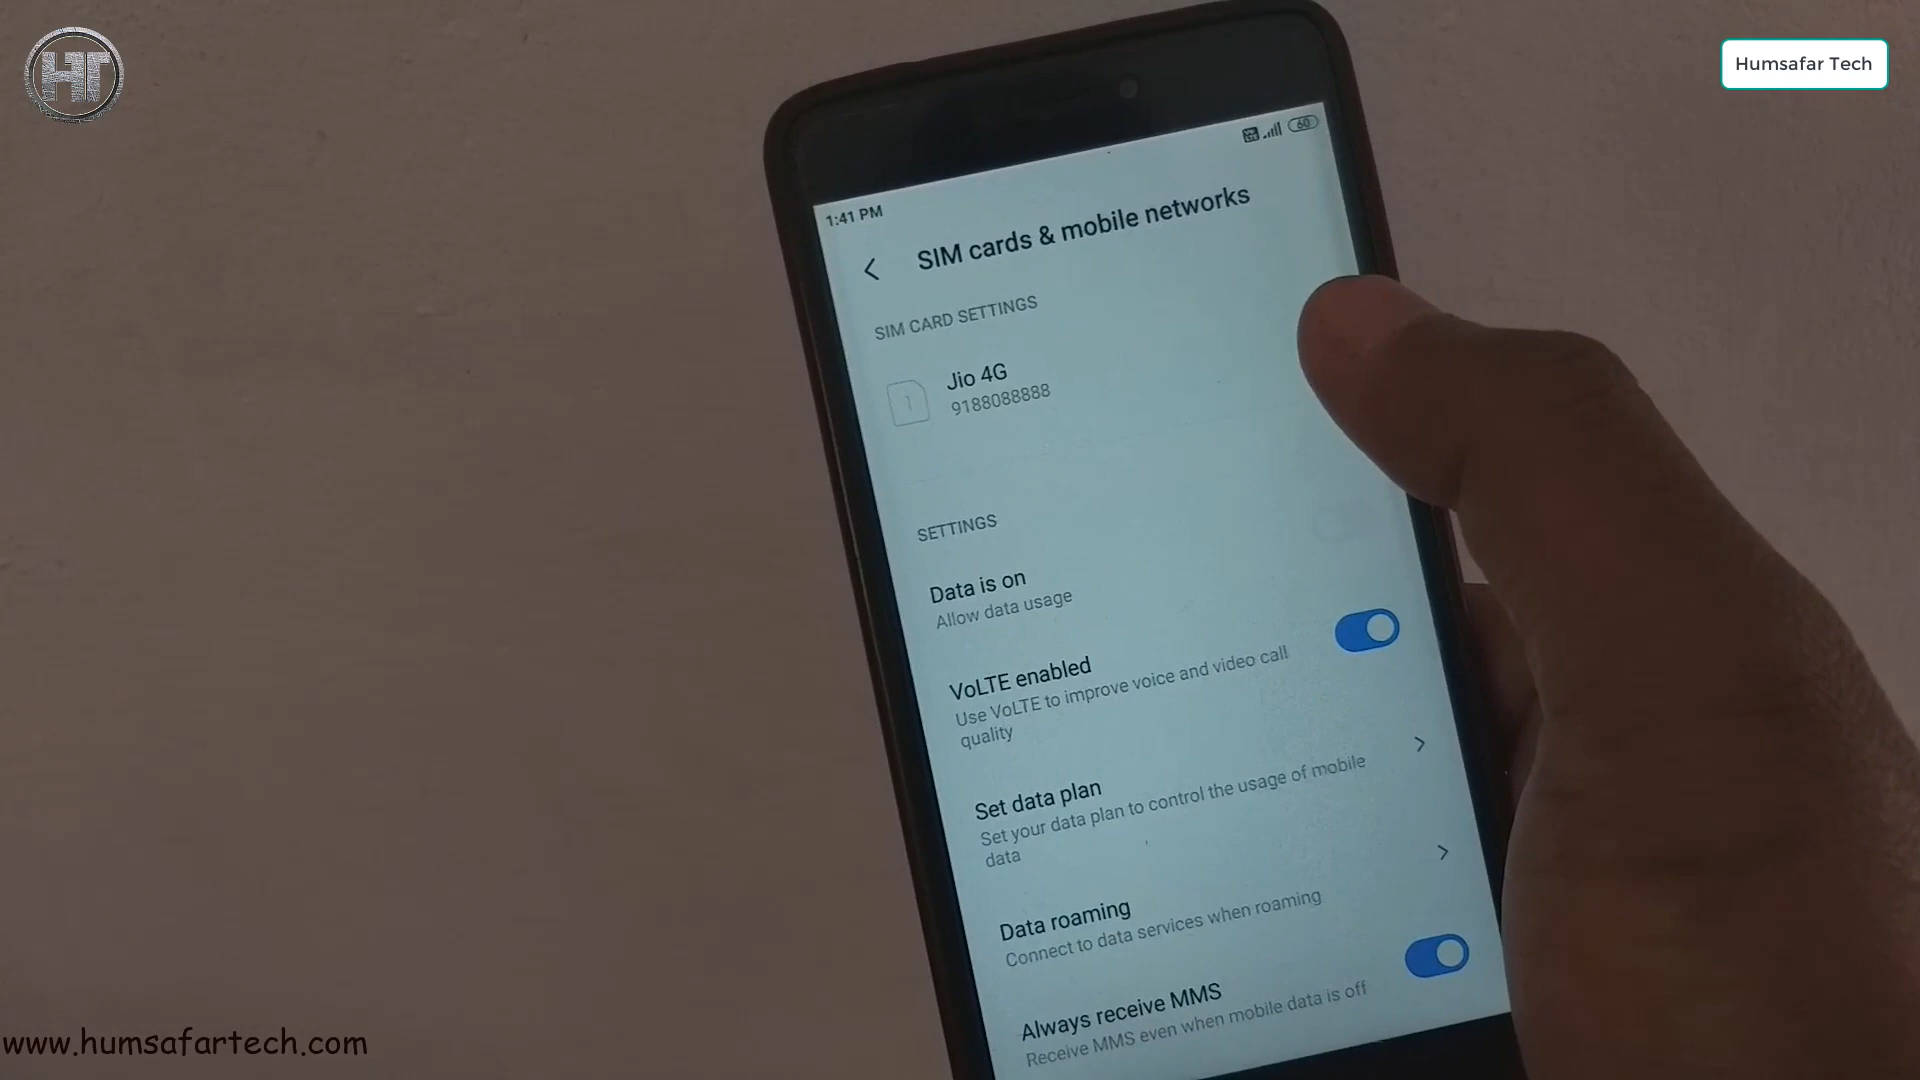 HT
Humsafar Tech
1:41 PM
60
SIM cards & mobile networks
SIM CARD SETTINGS
1
Jio 4G
9188088888
SETTINGS
Data is on
Allow data usage
VoLTE enabled
Use VoLTE to improve voice and video call
quality
Set data plan
Set your data plan to control the usage of mobile
data
Data roaming
Connect to data services when roaming
Always receive MMS
Receive MMS even when mobile data is off
www.humsafartech.com